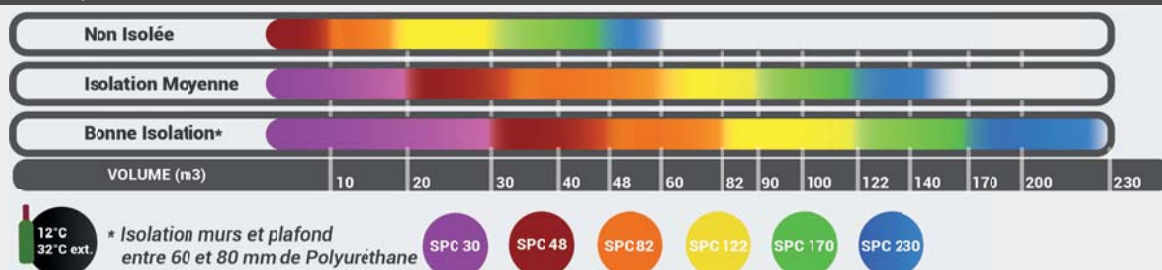 Non Isolée
Isolation Moyenne
Bonne Isolation*
VOLUME (m3) 10 20 30 40 48 60 82 90 100 122 140 170 200 230
12°C
32°C ext.
* Isolation murs et plafond
entre 60 et 80 mm de Polyuréthane
SPC 30 SPC 48 SPC 82 SPC 122 SPC 170 SPC 230